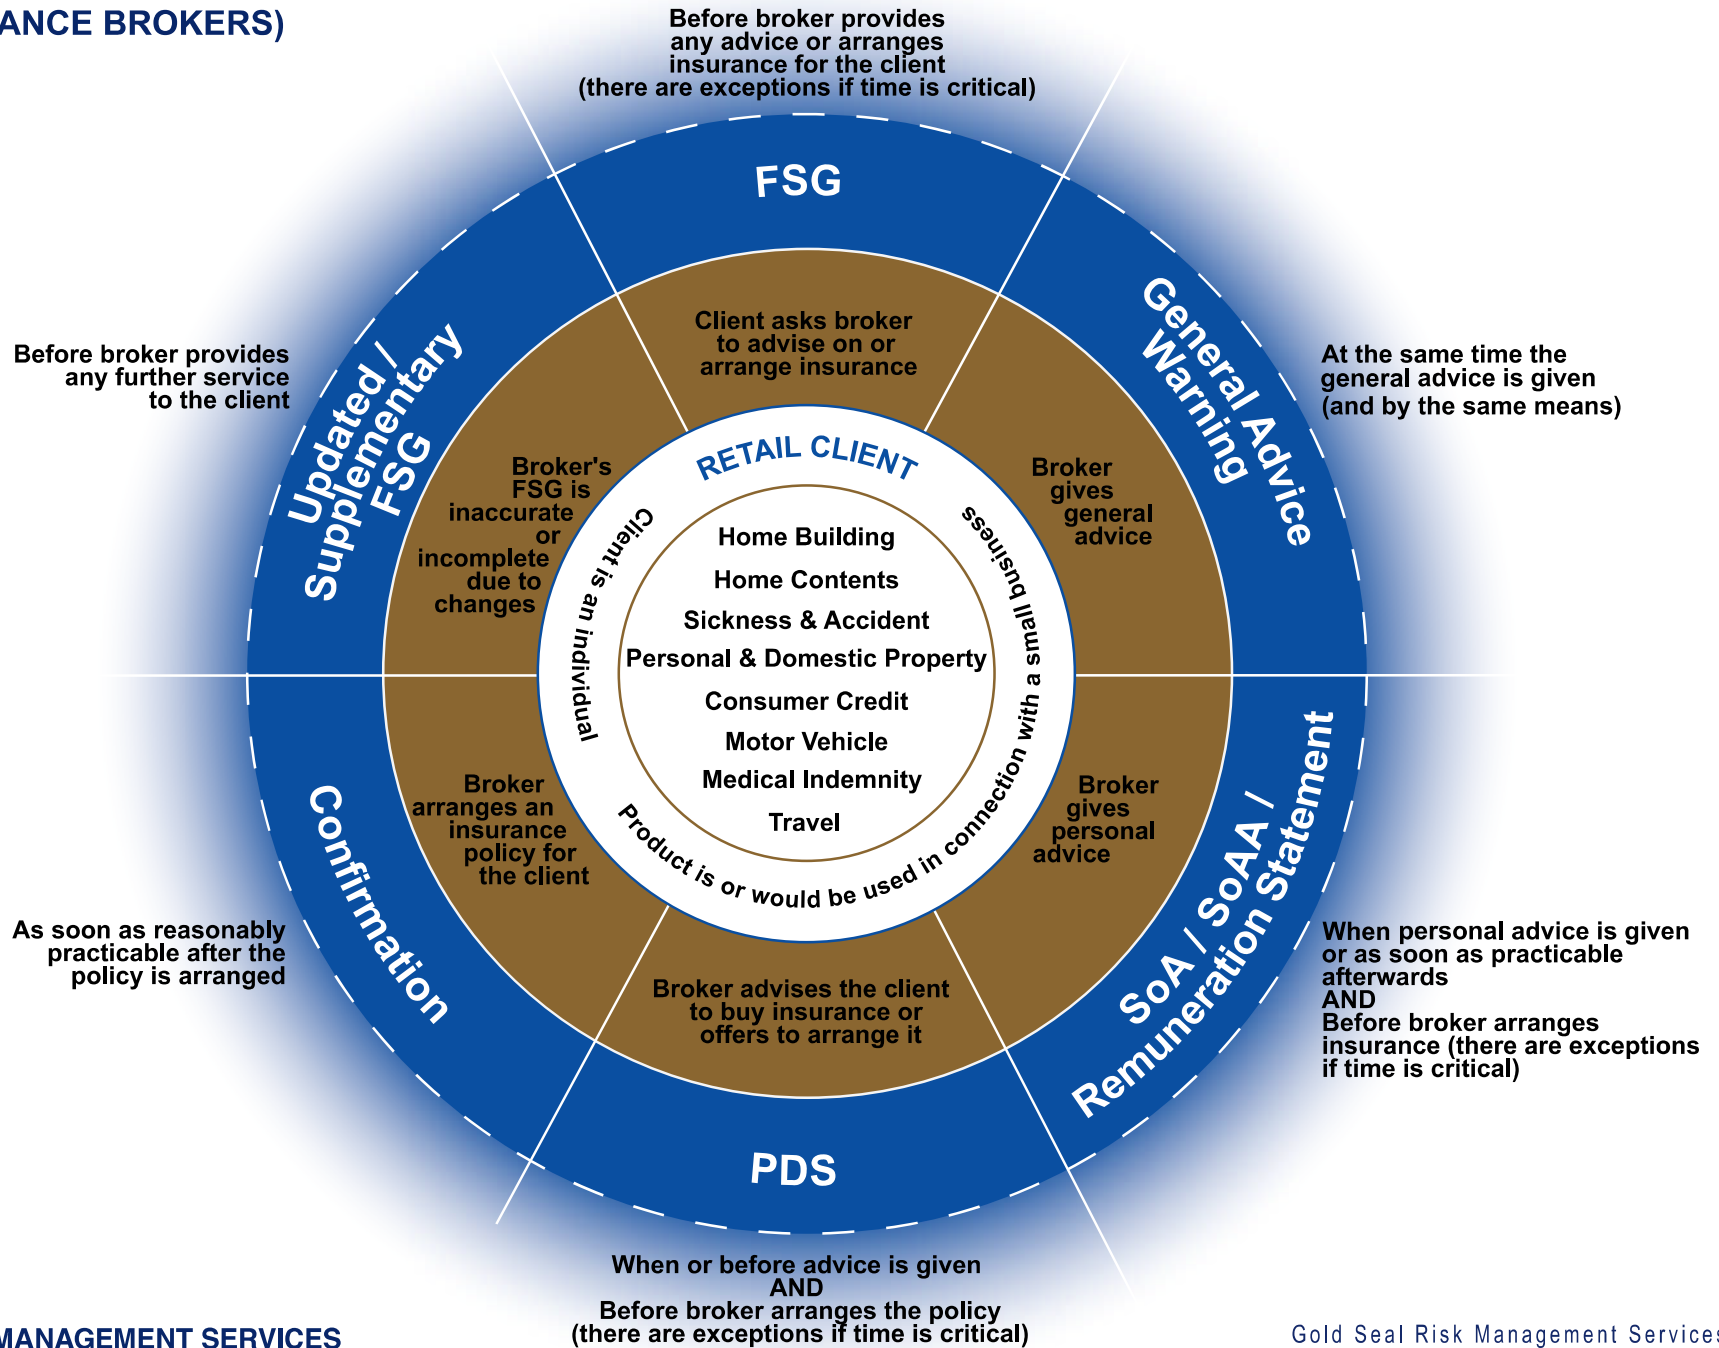 ANCE BROKERS)
Before broker provides
any advice or arranges
insurance for the client
(there are exceptions if time is critical)
FSG
Client asks broker
to advise on or
arrange insurance
General Advice
Warning
At the same time the
general advice is given
(and by the same means)
Broker
gives
general
advice
Before broker provides
any further service
to the client
Updated /
Supplementary
FSG
Broker's
FSG is
inaccurate
or
incomplete
due to
changes
RETAIL CLIENT
Client is an individual
Product is or would be used in connection with a small business
Home Building
Home Contents
Sickness & Accident
Personal & Domestic Property
Consumer Credit
Motor Vehicle
Medical Indemnity
Travel
Broker
gives
personal
advice
SoA / SoAA /
Remuneration Statement
When personal advice is given
or as soon as practicable
afterwards
AND
Before broker arranges
insurance (there are exceptions
if time is critical)
Broker
arranges an
insurance
policy for
the client
Confirmation
As soon as reasonably
practicable after the
policy is arranged
Broker advises the client
to buy insurance or
offers to arrange it
PDS
When or before advice is given
AND
Before broker arranges the policy
(there are exceptions if time is critical)
MANAGEMENT SERVICES
Gold Seal Risk Management Services